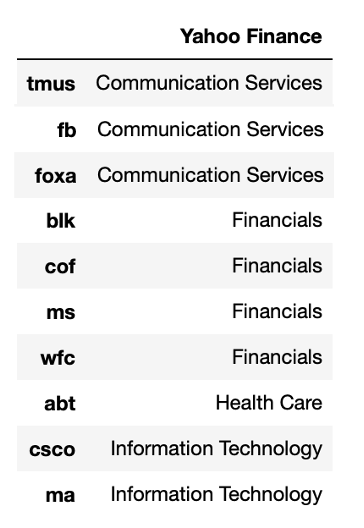 Yahoo Finance
tmus Communication Services
fb Communication Services
foxa Communication Services
blk Financials
cof Financials
ms Financials
wfc Financials
abt Health Care
csco Information Technology
ma Information Technology